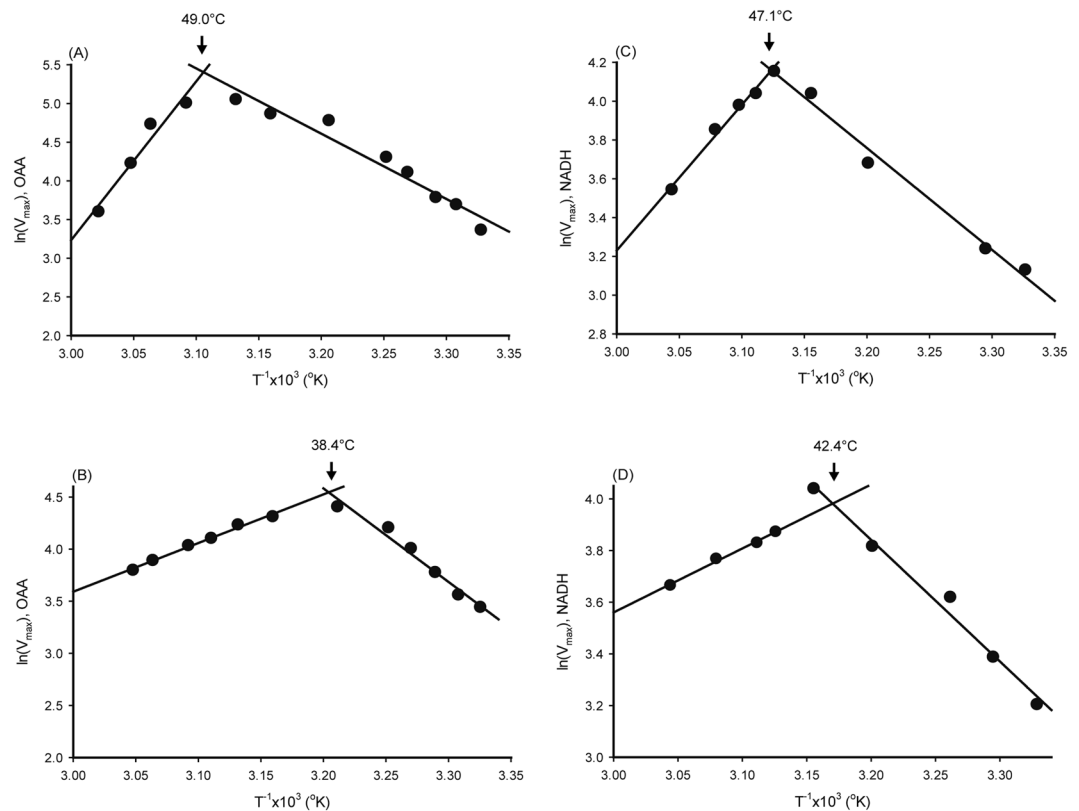 49.0°C
(A)
5.5
5.0
4.5
4.0
3.5
3.0
2.5
2.0
ln(Vmax), OAA
3.00 3.05 3.10 3.15 3.20 3.25 3.30 3.35
T-1x103 (oK)
47.1°C
(C)
4.2
4.0
3.8
3.6
3.4
3.2
3.0
2.8
ln(Vmax), NADH
3.00 3.05 3.10 3.15 3.20 3.25 3.30 3.35
T-1x103 (oK)
38.4°C
(B)
4.5
4.0
3.5
3.0
2.5
2.0
ln(Vmax), OAA
3.00 3.05 3.10 3.15 3.20 3.25 3.30 3.35
T-1x103 (oK)
42.4°C
(D)
4.0
3.8
3.6
3.4
3.2
3.0
ln(Vmax), NADH
3.00 3.05 3.10 3.15 3.20 3.25 3.30
T-1x103 (oK)